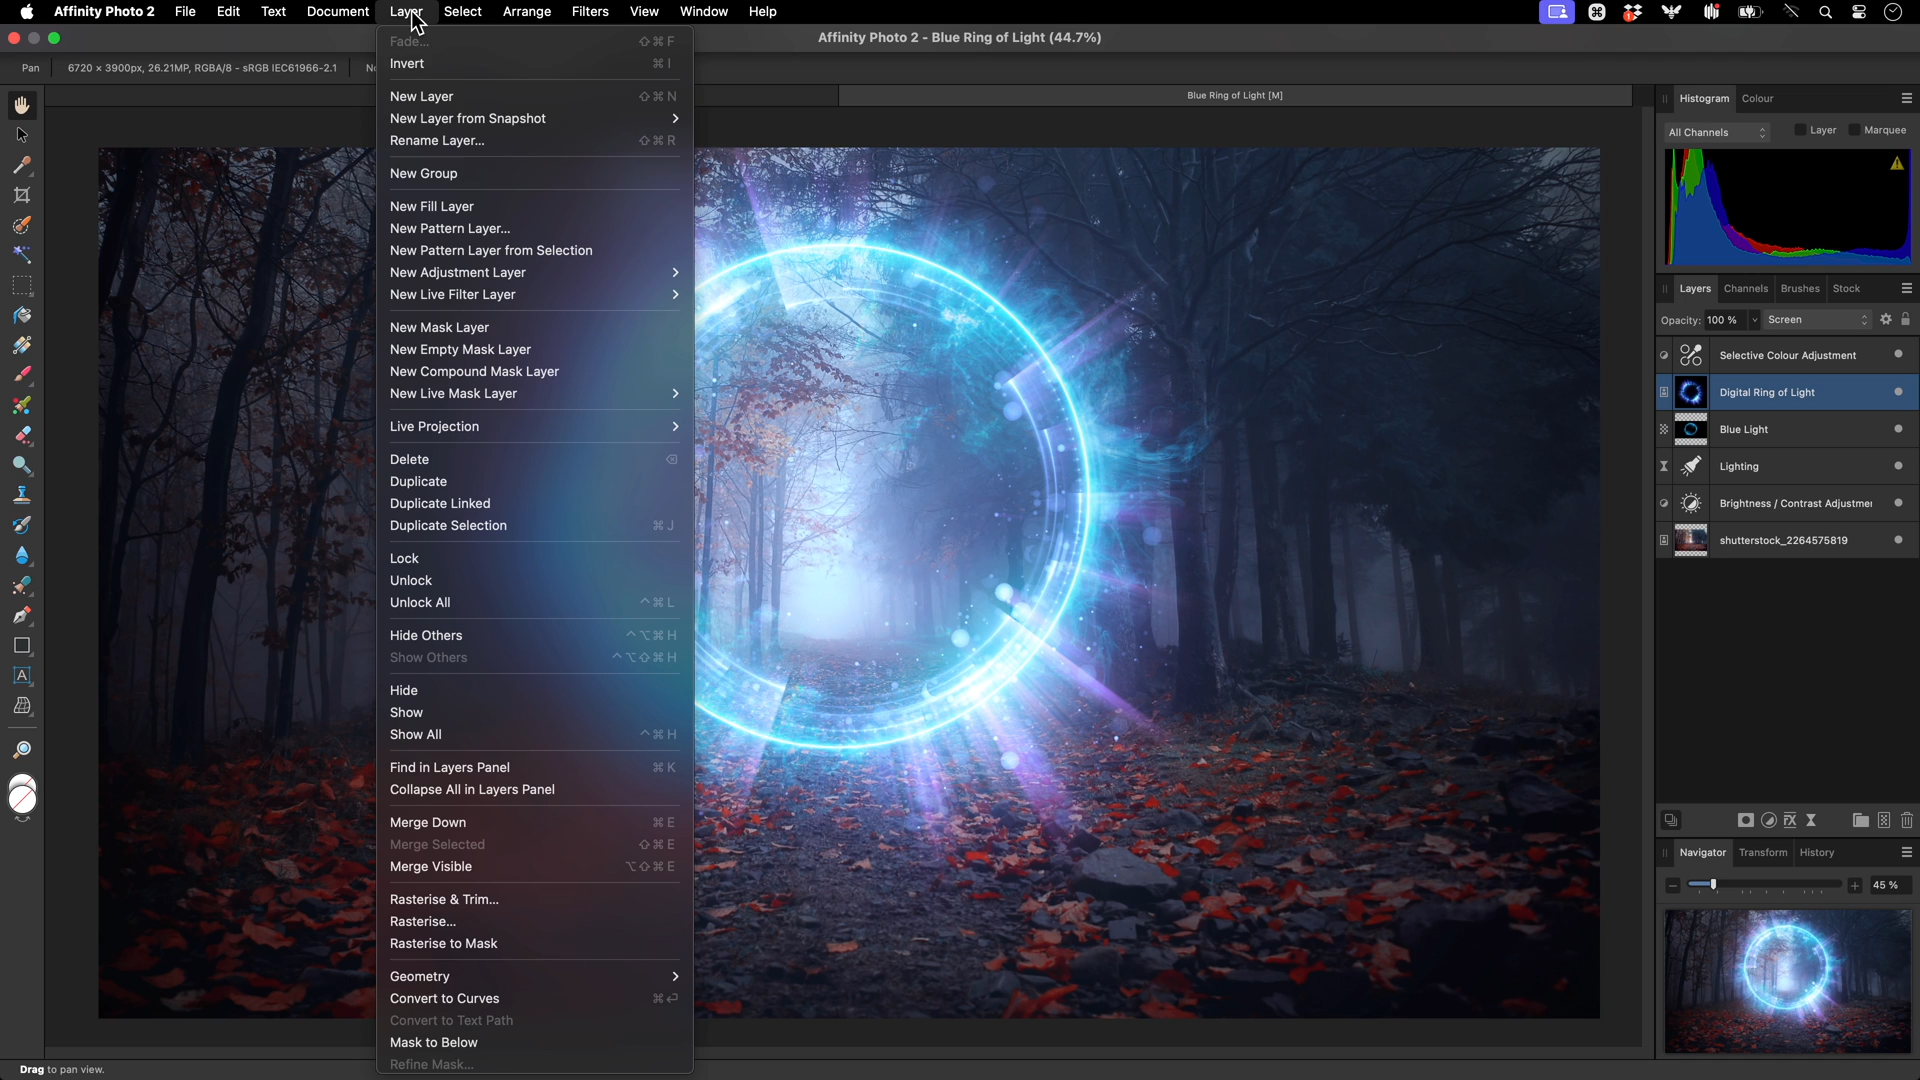 Affinity Photo 2 File Edit Text Document Layer Select Arrange Filters View Window Help
Affinity Photo 2 - Blue Ring of Light (44.7%)
Pan 6720 × 3900px, 26.21MP, RGBA/8 - sRGB IEC61966-2.1
Blue Ring of Light [M]
Fade... ⇧⌘F
Invert ⌘I
New Layer ⇧⌘N
New Layer from Snapshot
Rename Layer... ⇧⌘R
New Group
New Fill Layer
New Pattern Layer...
New Pattern Layer from Selection
New Adjustment Layer
New Live Filter Layer
New Mask Layer
New Empty Mask Layer
New Compound Mask Layer
New Live Mask Layer
Live Projection
Delete ⌫
Duplicate
Duplicate Linked
Duplicate Selection ⌘J
Lock
Unlock
Unlock All ^⌘L
Hide Others ^⌥⌘H
Show Others ^⌥⇧⌘H
Hide
Show
Show All ^⌘H
Find in Layers Panel ⌘K
Collapse All in Layers Panel
Merge Down ⌘E
Merge Selected ⇧⌘E
Merge Visible ⌥⇧⌘E
Rasterise & Trim...
Rasterise...
Rasterise to Mask
Geometry
Convert to Curves ⌘⏎
Convert to Text Path
Mask to Below
Refine Mask...
Histogram Colour
All Channels Layer Marquee
Layers Channels Brushes Stock
Opacity: 100 % Screen
Selective Colour Adjustment
Digital Ring of Light
Blue Light
Lighting
Brightness / Contrast Adjustmer
shutterstock_2264575819
Navigator Transform History
45 %
Drag to pan view.